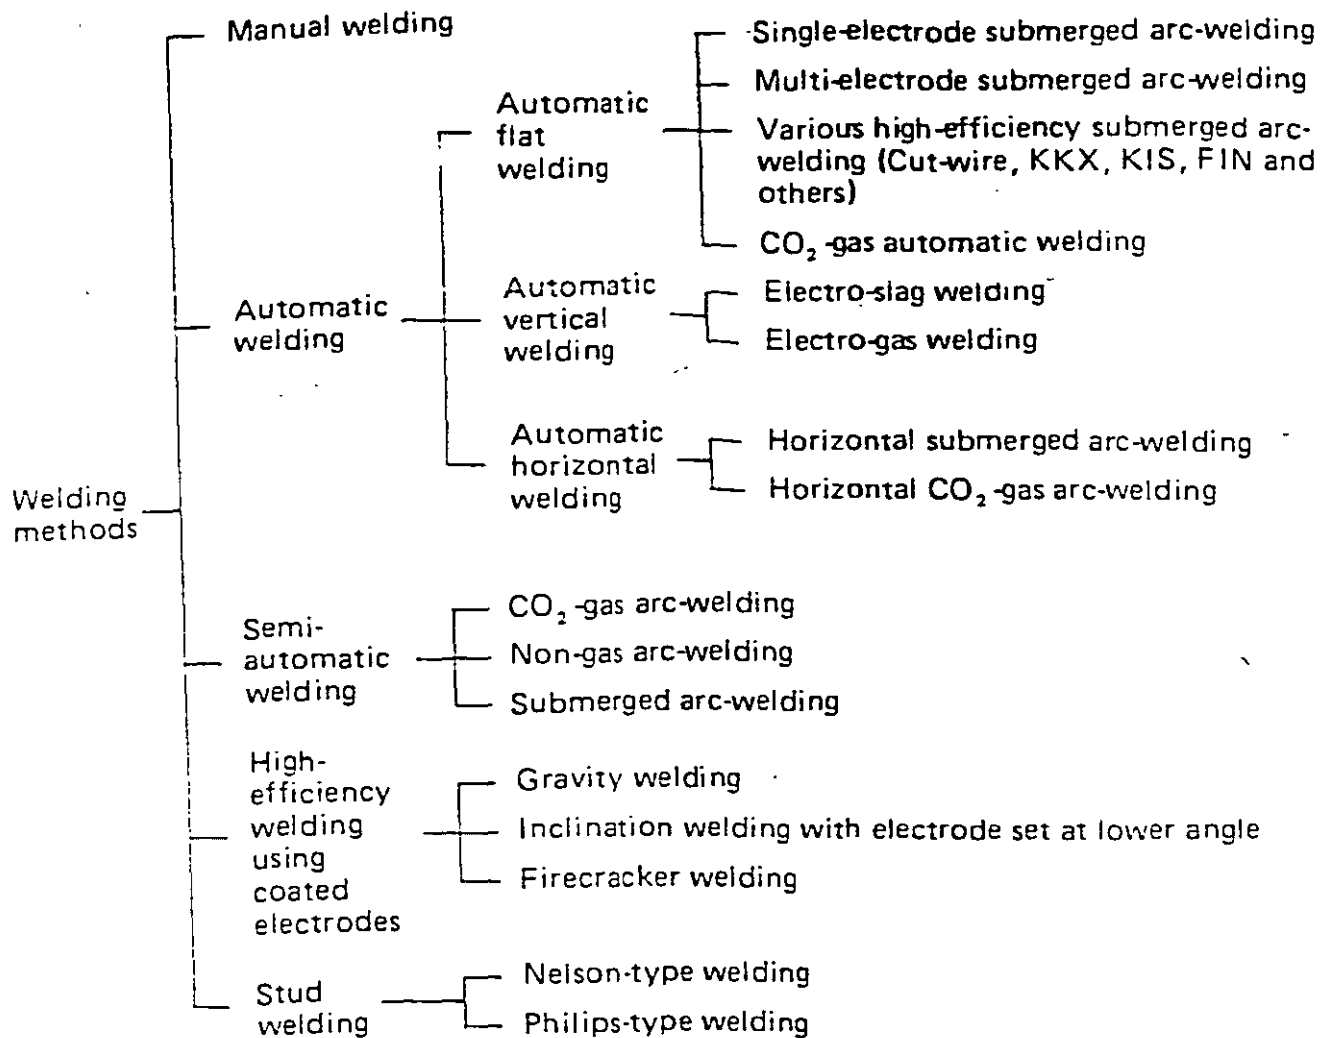 Manual welding
Single-electrode submerged arc-welding
Multi-electrode submerged arc-welding
Automatic
flat
welding
Various high-efficiency submerged arc-
welding (Cut-wire, KKX, KIS, FIN and
others)
CO₂-gas automatic welding
Automatic
welding
Automatic
vertical
welding
Electro-slag welding
Electro-gas welding
Automatic
horizontal
welding
Horizontal submerged arc-welding
Horizontal CO₂-gas arc-welding
Welding
methods
Semi-
automatic
welding
CO₂-gas arc-welding
Non-gas arc-welding
Submerged arc-welding
High-
efficiency
welding
using
coated
electrodes
Gravity welding
Inclination welding with electrode set at lower angle
Firecracker welding
Stud
welding
Nelson-type welding
Philips-type welding